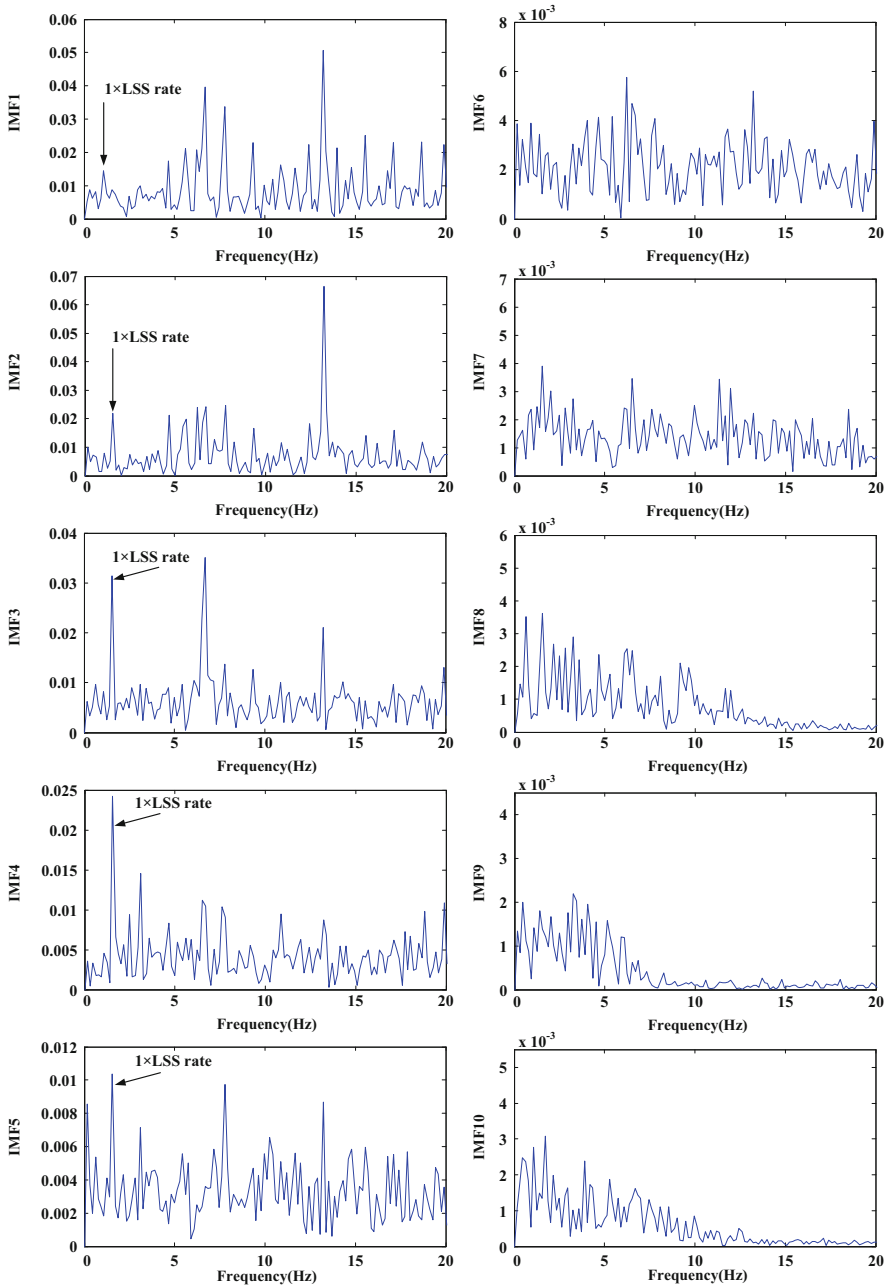 0.06
0.05
0.04
0.03
0.02
0.01
0
IMF1
1×LSS rate
0 5 10 15 20
Frequency(Hz)
x 10-3
8
6
4
2
0
IMF6
0 5 10 15 20
Frequency(Hz)
0.07
0.06
0.05
0.04
0.03
0.02
0.01
0
IMF2
1×LSS rate
0 5 10 15 20
Frequency(Hz)
x 10-3
7
6
5
4
3
2
1
0
IMF7
0 5 10 15 20
Frequency(Hz)
0.04
0.03
0.02
0.01
0
IMF3
1×LSS rate
0 5 10 15 20
Frequency(Hz)
x 10-3
6
5
4
3
2
1
0
IMF8
0 5 10 15 20
Frequency(Hz)
0.025
0.02
0.015
0.01
0.005
0
IMF4
1×LSS rate
0 5 10 15 20
Frequency(Hz)
x 10-3
4
3
2
1
0
IMF9
0 5 10 15 20
Frequency(Hz)
0.012
0.01
0.008
0.006
0.004
0.002
0
IMF5
1×LSS rate
0 5 10 15 20
Frequency(Hz)
x 10-3
5
4
3
2
1
0
IMF10
0 5 10 15 20
Frequency(Hz)